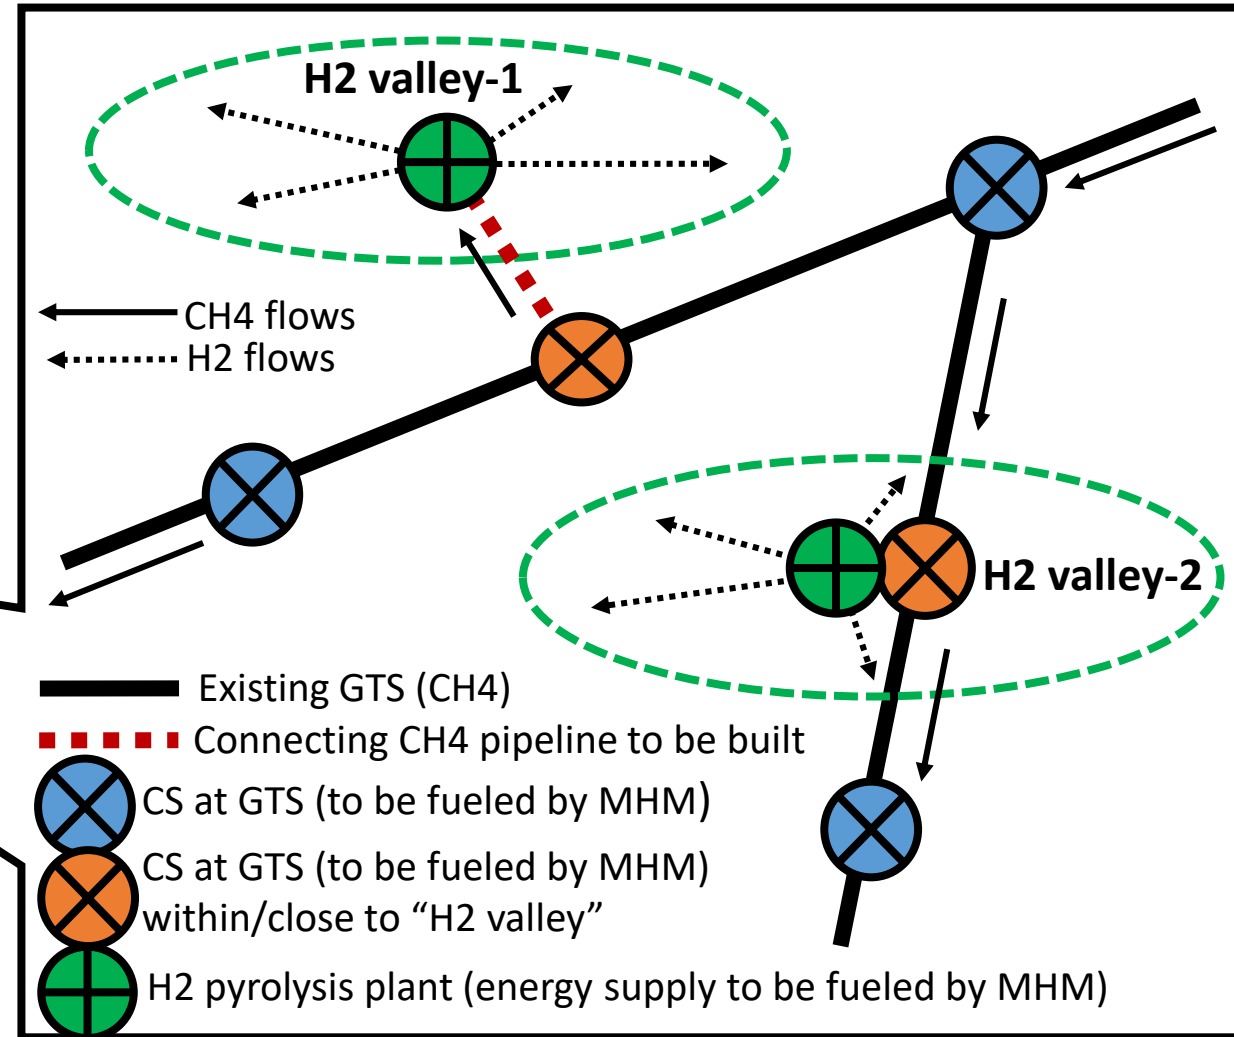 H2 valley-1
CH4 flows
H2 flows
H2 valley-2
Existing GTS (CH4)
Connecting CH4 pipeline to be built
CS at GTS (to be fueled by MHM)
CS at GTS (to be fueled by MHM)
within/close to “H2 valley”
H2 pyrolysis plant (energy supply to be fueled by MHM)